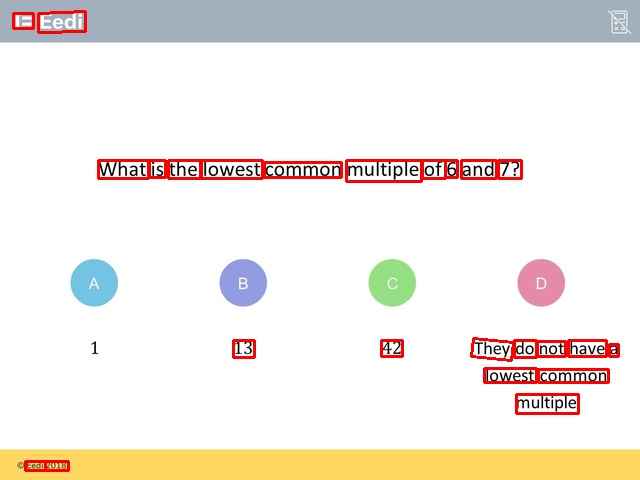 Eedi
What is the lowest common multiple of 6 and 7?
A
B
C
D
1
13
42
They do not have a
lowest common
multiple
© Eedi 2018